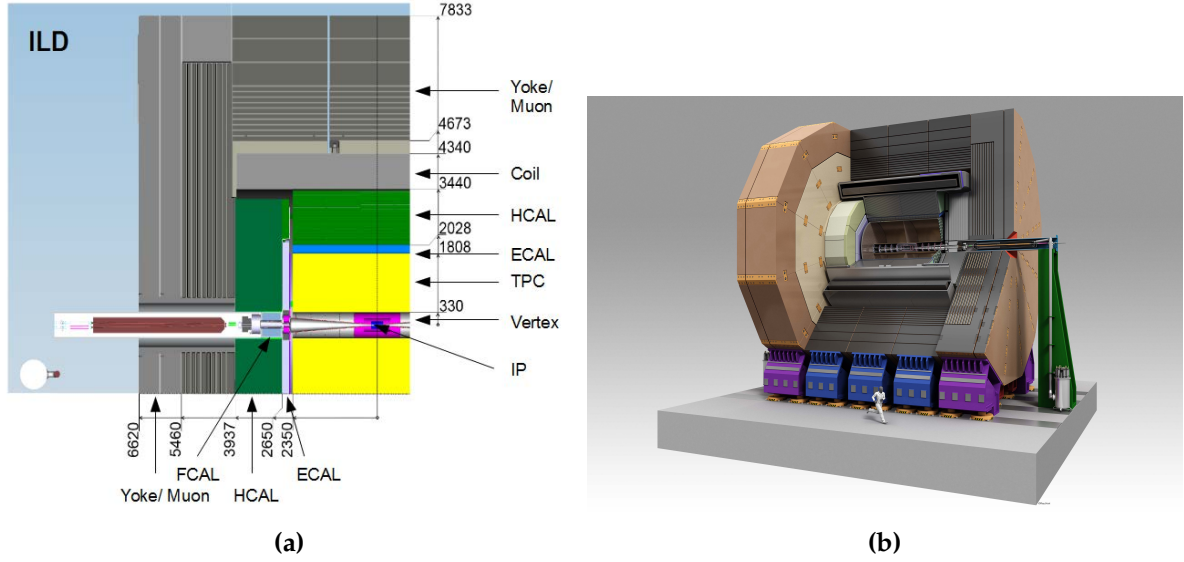 ILD
7833
Yoke/
Muon
4673
4340
Coil
3440
HCAL
2028
1808
ECAL
TPC
330
Vertex
IP
6620
5460
3937
2650
2350
FCAL
ECAL
Yoke/ Muon
HCAL
(a)
(b)